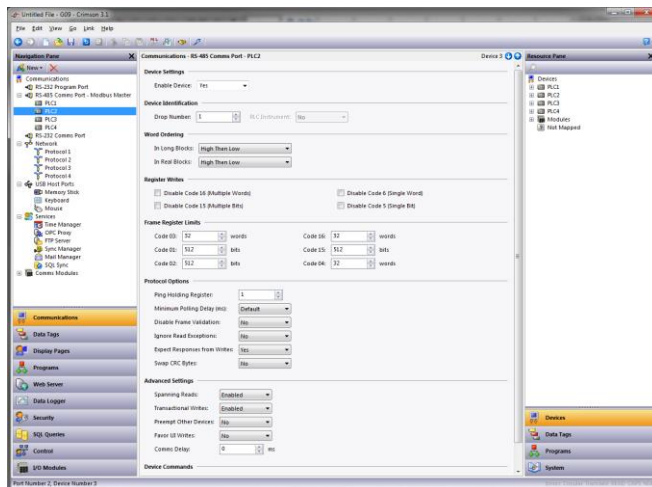 Untitled File - G09 - Crimson 3.1
File Edit View Go Link Help
Navigation Pane
New
Communications
RS-232 Program Port
RS-485 Comms Port - Modbus Master
PLC1
PLC2
PLC3
PLC4
RS-232 Comms Port
Network
Protocol 1
Protocol 2
Protocol 3
Protocol 4
USB Host Ports
Memory Stick
Keyboard
Mouse
Services
Time Manager
OPC Proxy
FTP Server
Sync Manager
Mail Manager
SQL Sync
Comms Modules
Communications
Data Tags
Display Pages
Programs
Web Server
Data Logger
Security
SQL Queries
Control
I/O Modules
Communications - RS-485 Comms Port - PLC2
Device 3
Device Settings
Enable Device: Yes
Device Identification
Drop Number: 1 PLC Instrument: No
Word Ordering
In Long Blocks: High Then Low
In Real Blocks: High Then Low
Register Writes
Disable Code 16 (Multiple Words) Disable Code 6 (Single Word)
Disable Code 15 (Multiple Bits) Disable Code 5 (Single Bit)
Frame Register Limits
Code 03: 32 words Code 16: 32 words
Code 01: 512 bits Code 15: 512 bits
Code 02: 512 bits Code 04: 32 words
Protocol Options
Ping Holding Register: 1
Minimum Polling Delay (ms): Default
Disable Frame Validation: No
Ignore Read Exceptions: No
Expect Responses from Writes: Yes
Swap CRC Bytes: No
Advanced Settings
Spanning Reads: Enabled
Transactional Writes: Enabled
Preempt Other Devices: No
Favor UI Writes: No
Comms Delay: 0 ms
Device Commands
Resource Pane
Devices
PLC1
PLC2
PLC3
PLC4
Modules
Not Mapped
Devices
Data Tags
Programs
System
Port Number 2, Device Number 3